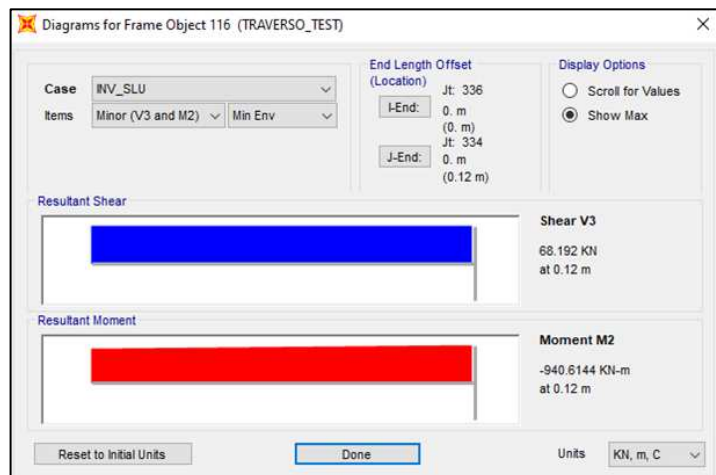 Diagrams for Frame Object 116 (TRAVERSO_TEST)
Case INV_SLU
Items Minor (V3 and M2) Min Env
End Length Offset
(Location)
I-End:
Jt: 336
0. m
(0. m)
J-End:
Jt: 334
0. m
(0.12 m)
Display Options
Scroll for Values
Show Max
Resultant Shear
Shear V3
68.192 KN
at 0.12 m
Resultant Moment
Moment M2
-940.6144 KN-m
at 0.12 m
Reset to Initial Units
Done
Units KN, m, C